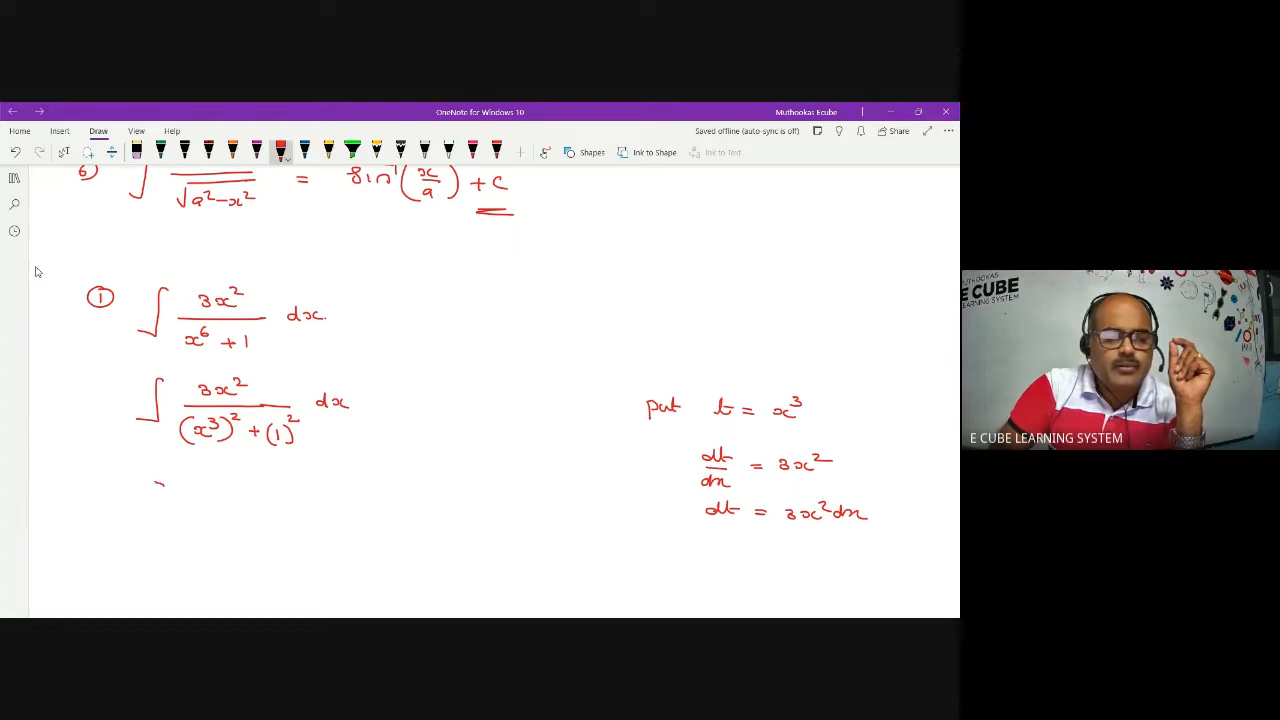 OneNote for Windows 10
Muthookas Ecube
Home Insert Draw View Help
Saved offline (auto-sync is off)
Share
Shapes
Ink to Shape
Ink to Text
6) ∫ ‾/√(a²-x²) = sin⁻¹(x/a) + c
① ∫ 3x²/(x⁶ + 1) dx.
∫ 3x²/((x³)² + (1)²) dx
put t = x³
dt/dx = 3x²
dt = 3x²dx
E CUBE
LEARNING SYSTEM
E CUBE LEARNING SYSTEM